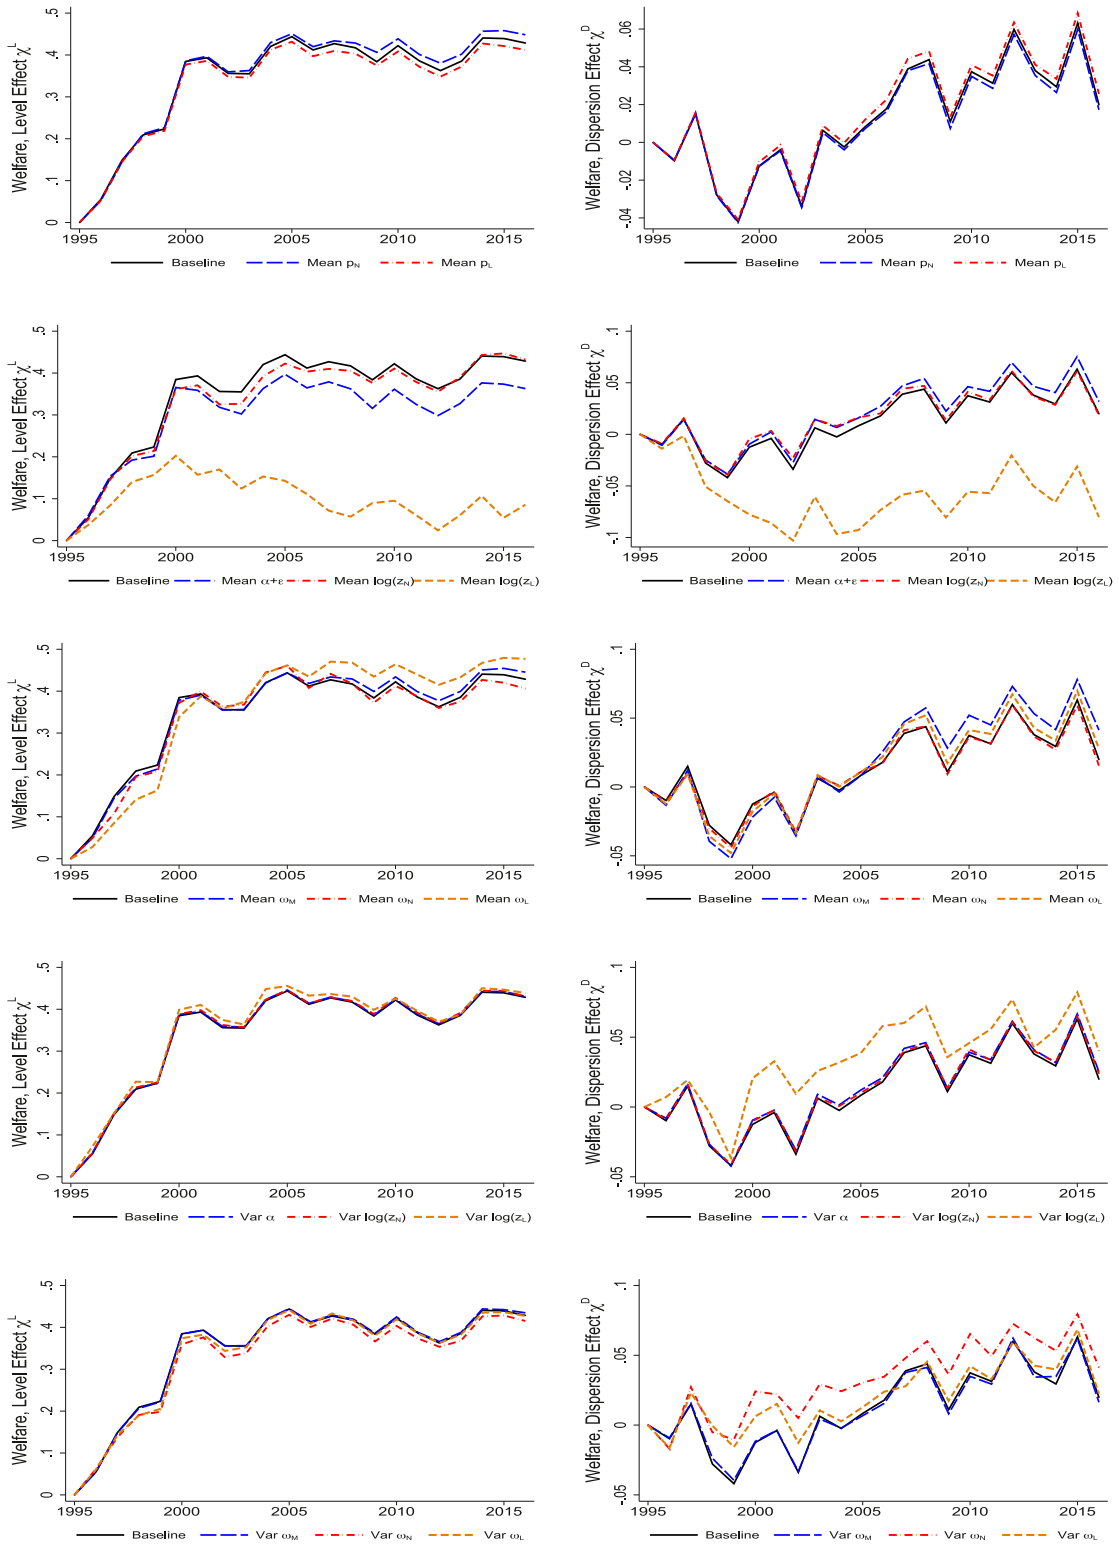 Welfare, Level Effect χ^L
.5
.4
.3
.2
.1
0
1995 2000 2005 2010 2015
Baseline Mean p_N Mean p_L
Welfare, Dispersion Effect χ^D
.06
.04
.02
0
-.02
-.04
1995 2000 2005 2010 2015
Baseline Mean p_N Mean p_L
Welfare, Level Effect χ^L
.5
.4
.3
.2
.1
0
1995 2000 2005 2010 2015
Baseline Mean α+ε Mean log(z_N) Mean log(z_L)
Welfare, Dispersion Effect χ^D
.1
.05
0
-.05
-.1
1995 2000 2005 2010 2015
Baseline Mean α+ε Mean log(z_N) Mean log(z_L)
Welfare, Level Effect χ^L
.5
.4
.3
.2
.1
0
1995 2000 2005 2010 2015
Baseline Mean ω_M Mean ω_N Mean ω_L
Welfare, Dispersion Effect χ^D
.1
.05
0
-.05
1995 2000 2005 2010 2015
Baseline Mean ω_M Mean ω_N Mean ω_L
Welfare, Level Effect χ^L
.5
.4
.3
.2
.1
0
1995 2000 2005 2010 2015
Baseline Var α Var log(z_N) Var log(z_L)
Welfare, Dispersion Effect χ^D
.1
.05
0
-.05
1995 2000 2005 2010 2015
Baseline Var α Var log(z_N) Var log(z_L)
Welfare, Level Effect χ^L
.5
.4
.3
.2
.1
0
1995 2000 2005 2010 2015
Baseline Var ω_M Var ω_N Var ω_L
Welfare, Dispersion Effect χ^D
.1
.05
0
-.05
1995 2000 2005 2010 2015
Baseline Var ω_M Var ω_N Var ω_L